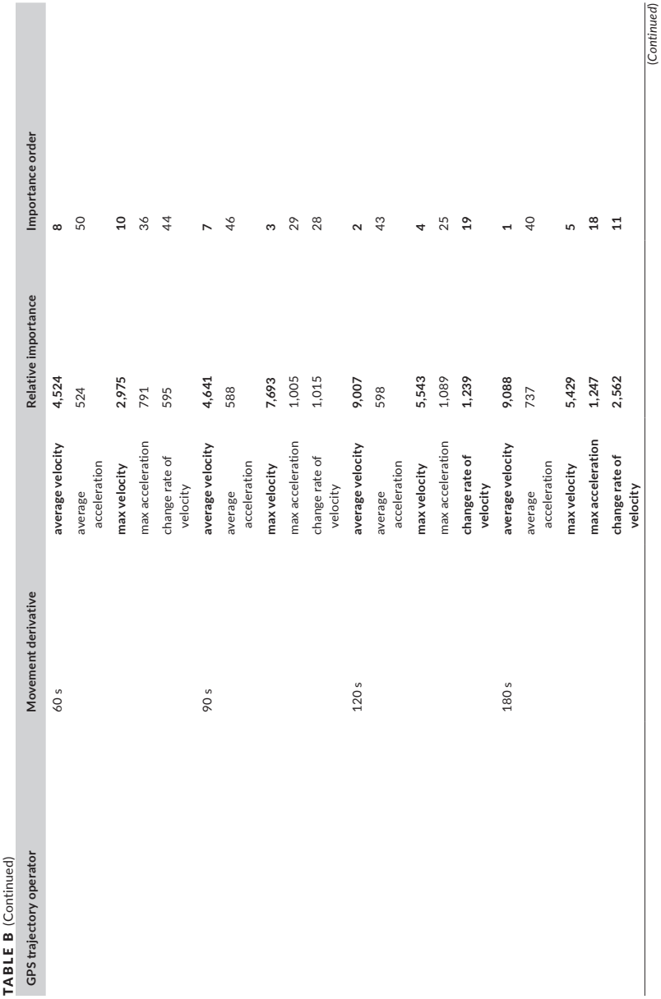 TABLE B (Continued)
GPS trajectory operator Movement derivative Relative importance Importance order
60 s average velocity 4,524 8
average acceleration 524 50
max velocity 2,975 10
max acceleration 791 36
change rate of velocity 595 44
90 s average velocity 4,641 7
average acceleration 588 46
max velocity 7,693 3
max acceleration 1,005 29
change rate of velocity 1,015 28
120 s average velocity 9,007 2
average acceleration 598 43
max velocity 5,543 4
max acceleration 1,089 25
change rate of velocity 1,239 19
180 s average velocity 9,088 1
average acceleration 737 40
max velocity 5,429 5
max acceleration 1,247 18
change rate of velocity 2,562 11
(Continued)